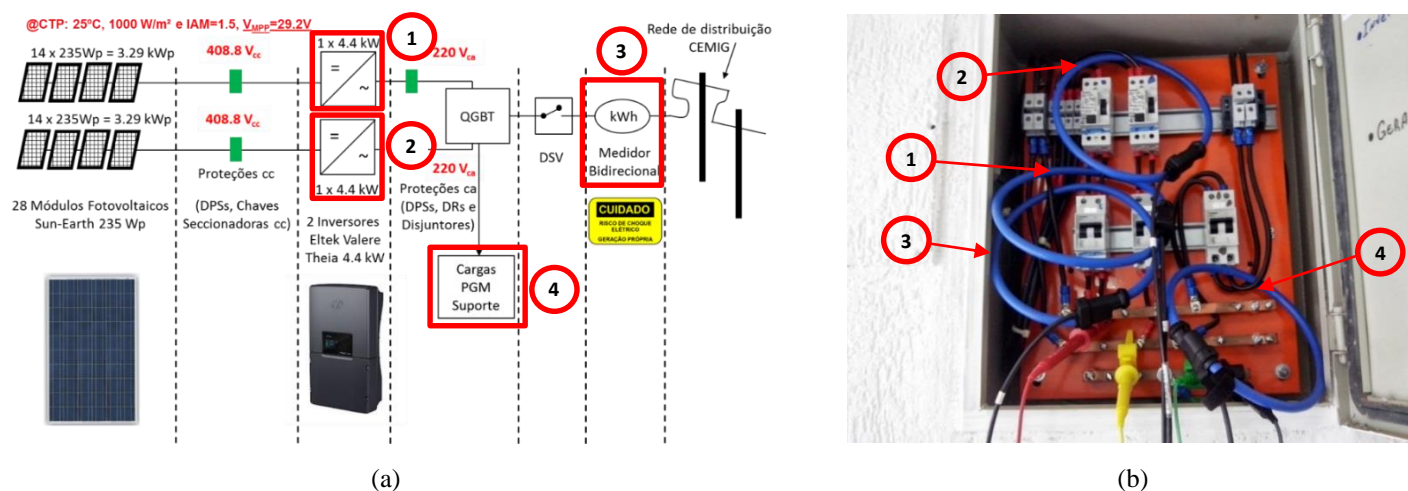 @CTP: 25ºC, 1000 W/m² e IAM=1.5, VMPP=29.2V
14 x 235Wp = 3.29 kWp
408.8 Vcc
1 x 4.4 kW
=
~
1
220 Vca
3
Rede de distribuição
CEMIG
14 x 235Wp = 3.29 kWp
408.8 Vcc
=
~
2
1 x 4.4 kW
QGBT
220 Vca
DSV
kWh
Medidor
Bidirecional
28 Módulos Fotovoltaicos
Sun-Earth 235 Wp
Proteções cc
(DPSs, Chaves
Seccionadoras cc)
2 Inversores
Eltek Valere
Theia 4.4 kW
Proteções ca
(DPSs, DRs e
Disjuntores)
CUIDADO
RISCO DE CHOQUE
ELÉTRICO
GERAÇÃO PRÓPRIA
Cargas
PGM
Suporte
4
(a)
2
1
3
4
(b)